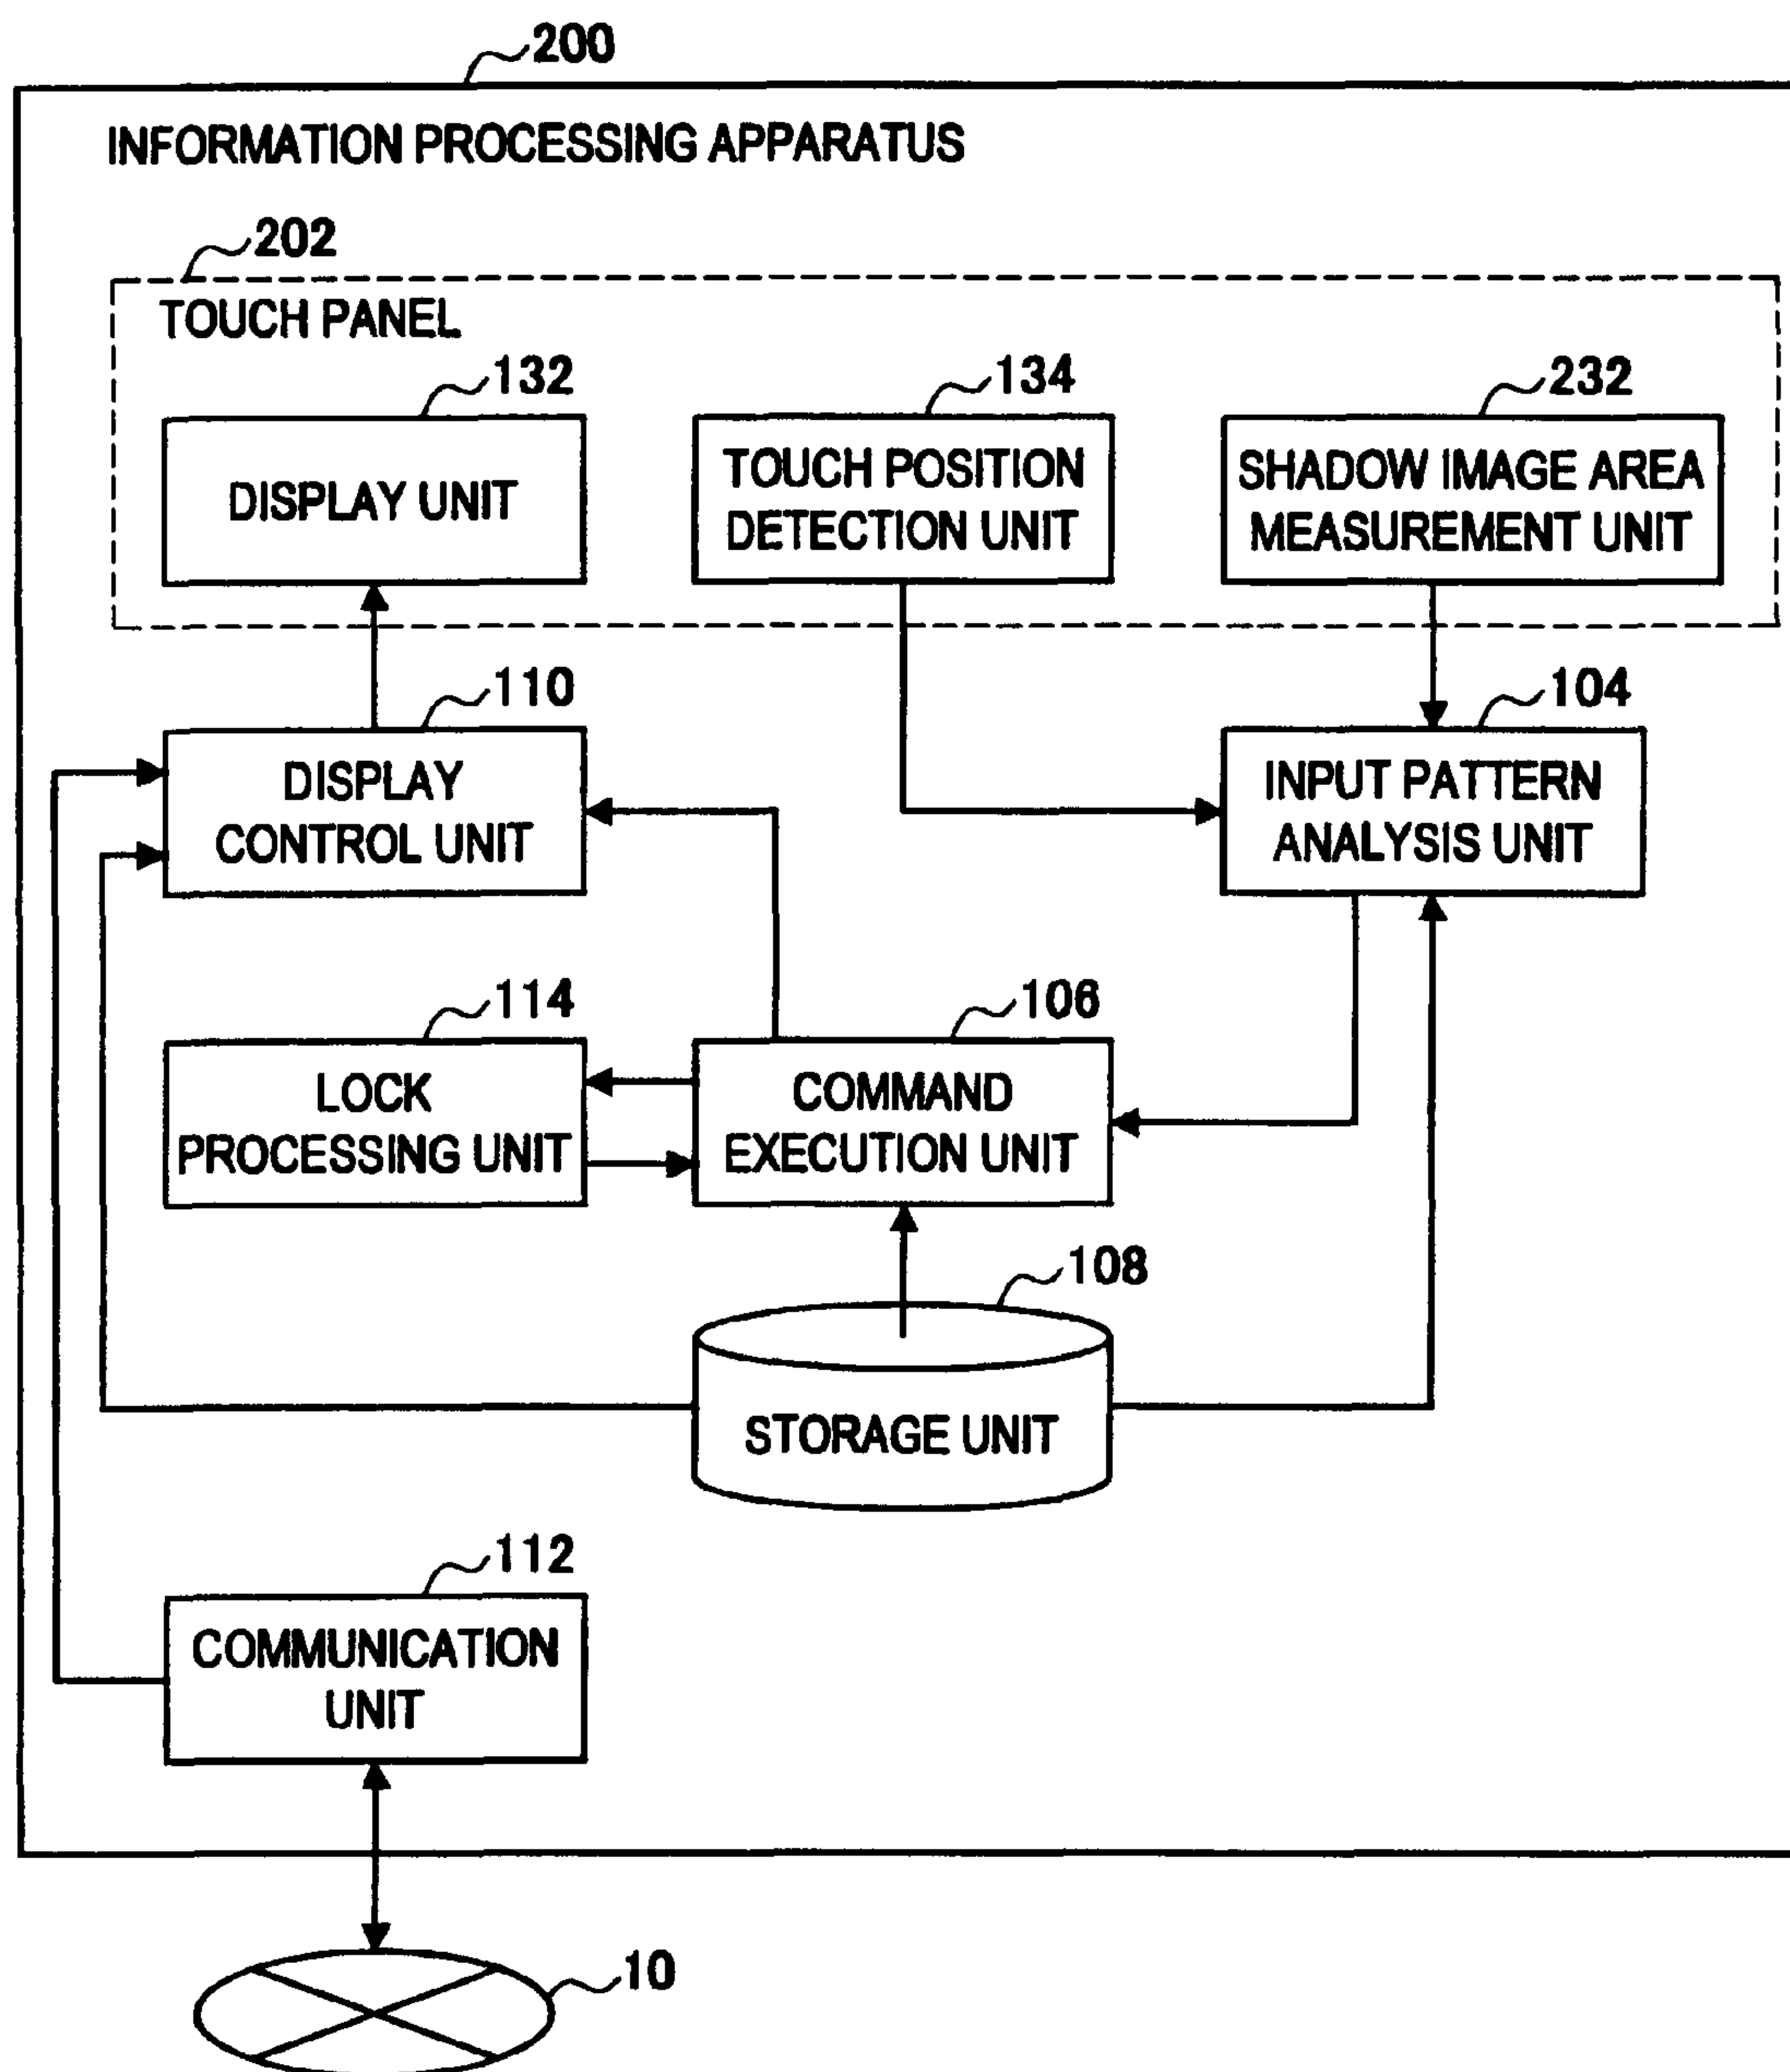 200
INFORMATION PROCESSING APPARATUS
202
TOUCH PANEL
132
134
232
DISPLAY UNIT
TOUCH POSITION
DETECTION UNIT
SHADOW IMAGE AREA
MEASUREMENT UNIT
110
104
DISPLAY
CONTROL UNIT
INPUT PATTERN
ANALYSIS UNIT
114
106
LOCK
PROCESSING UNIT
COMMAND
EXECUTION UNIT
108
STORAGE UNIT
112
COMMUNICATION
UNIT
10